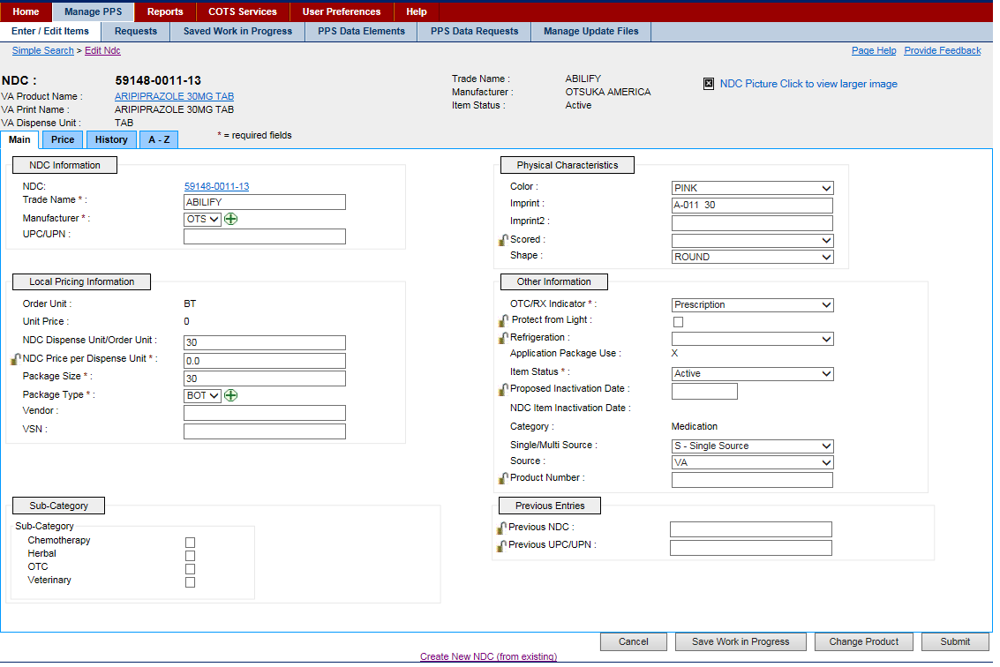 Home Manage PPS Reports COTS Services User Preferences Help
Enter / Edit Items Requests Saved Work in Progress PPS Data Elements PPS Data Requests Manage Update Files
Simple Search > Edit Ndc Page Help Provide Feedback
NDC : 59148-0011-13
VA Product Name : ARIPIPRAZOLE 30MG TAB
VA Print Name : ARIPIPRAZOLE 30MG TAB
VA Dispense Unit : TAB
Trade Name : ABILIFY
Manufacturer : OTSUKA AMERICA
Item Status : Active
NDC Picture Click to view larger image
Main Price History A - Z
* = required fields
NDC Information
NDC: 59148-0011-13
Trade Name * : ABILIFY
Manufacturer * : OTS
UPC/UPN :
Physical Characteristics
Color : PINK
Imprint : A-011 30
Imprint2 :
Scored :
Shape : ROUND
Local Pricing Information
Order Unit : BT
Unit Price : 0
NDC Dispense Unit/Order Unit : 30
NDC Price per Dispense Unit * : 0.0
Package Size * : 30
Package Type * : BOT
Vendor :
VSN :
Other Information
OTC/RX Indicator * : Prescription
Protect from Light :
Refrigeration :
Application Package Use : X
Item Status * : Active
Proposed Inactivation Date :
NDC Item Inactivation Date :
Category : Medication
Single/Multi Source : S - Single Source
Source : VA
Product Number :
Sub-Category
Sub-Category
Chemotherapy
Herbal
OTC
Veterinary
Previous Entries
Previous NDC :
Previous UPC/UPN :
Cancel Save Work in Progress Change Product Submit
Create New NDC (from existing)